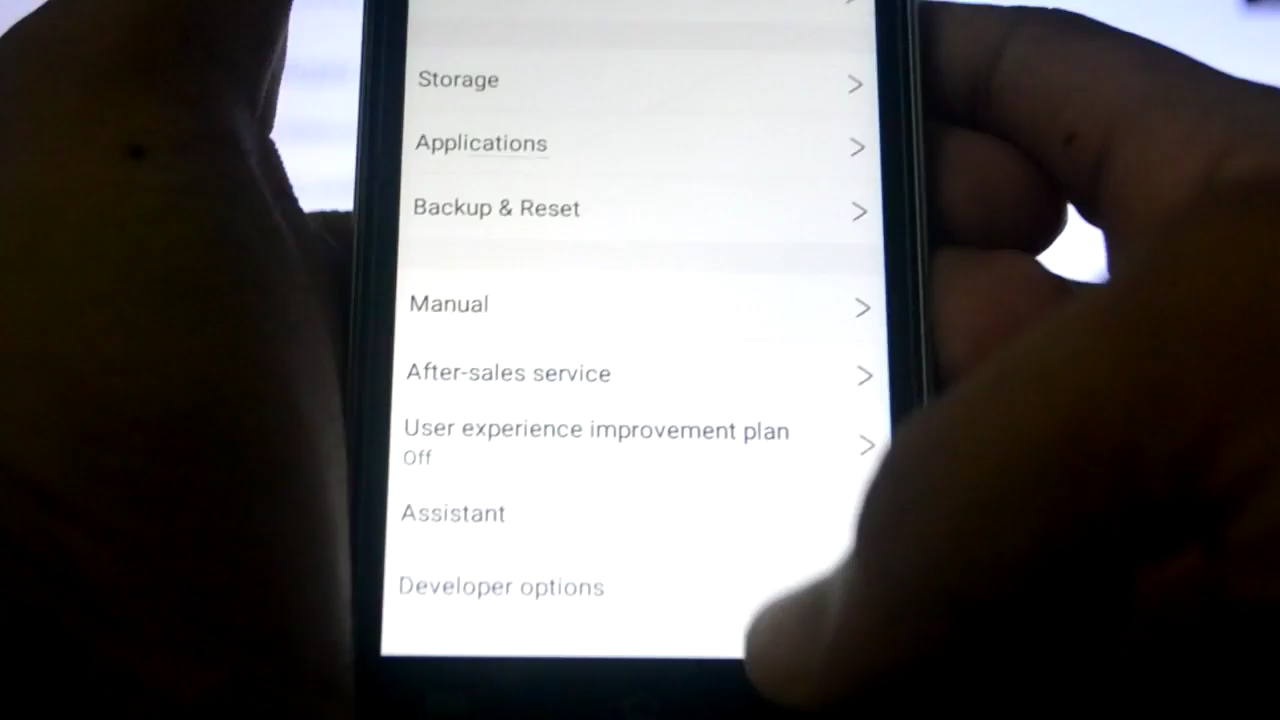 Storage
Applications
Backup & Reset
Manual
After-sales service
User experience improvement plan
Off
Assistant
Developer options